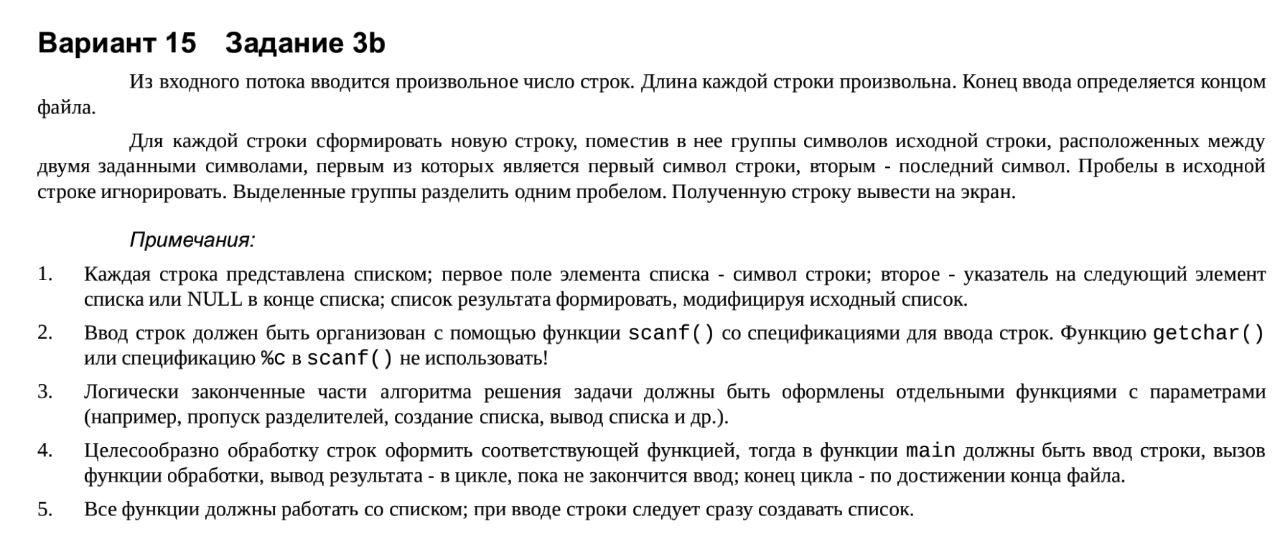 Вариант 15 Задание 3b
Из входного потока вводится произвольное число строк. Длина каждой строки произвольна. Конец ввода определяется концом
файла.
Для каждой строки сформировать новую строку, поместив в нее группы символов исходной строки, расположенных между
двумя заданными символами, первым из которых является первый символ строки, вторым - последний символ. Пробелы в исходной
строке игнорировать. Выделенные группы разделить одним пробелом. Полученную строку вывести на экран.
Примечания:
1. Каждая строка представлена списком; первое поле элемента списка - символ строки; второе - указатель на следующий элемент
списка или NULL в конце списка; список результата формировать, модифицируя исходный список.
2. Ввод строк должен быть организован с помощью функции scanf() со спецификациями для ввода строк. Функцию getchar()
или спецификацию %c в scanf() не использовать!
3. Логически законченные части алгоритма решения задачи должны быть оформлены отдельными функциями с параметрами
(например, пропуск разделителей, создание списка, вывод списка и др.).
4. Целесообразно обработку строк оформить соответствующей функцией, тогда в функции main должны быть ввод строки, вызов
функции обработки, вывод результата - в цикле, пока не закончится ввод; конец цикла - по достижении конца файла.
5. Все функции должны работать со списком; при вводе строки следует сразу создавать список.